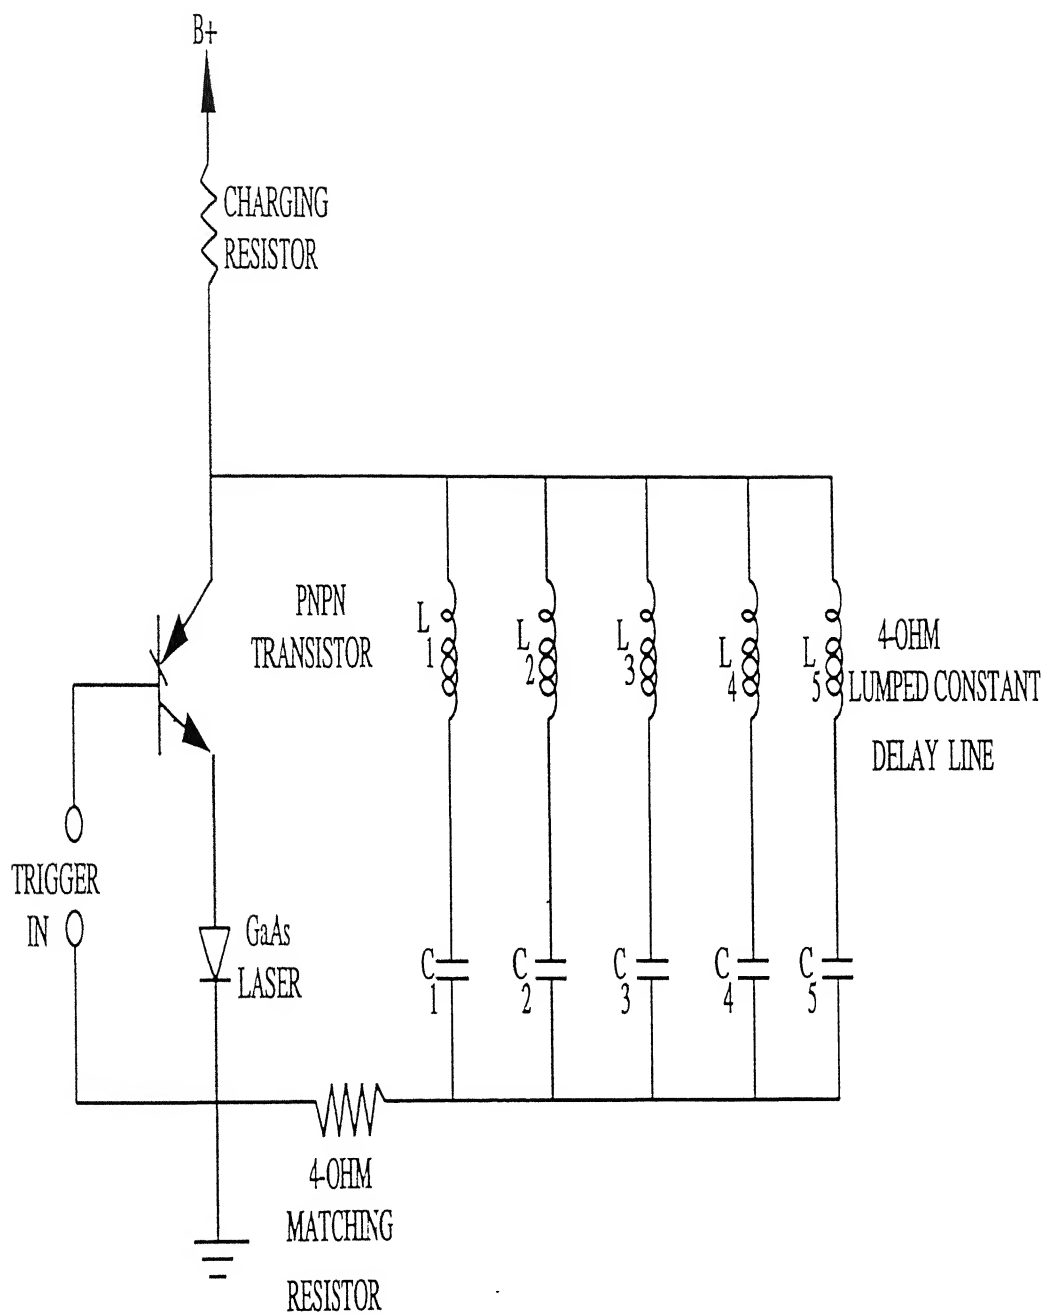 B+
CHARGING
RESISTOR
PNPN
TRANSISTOR
L
1
L
2
L
3
L
4
L
5
4-OHM
LUMPED CONSTANT
DELAY LINE
TRIGGER
IN
GaAs
LASER
C
1
C
2
C
3
C
4
C
5
4-OHM
MATCHING
RESISTOR